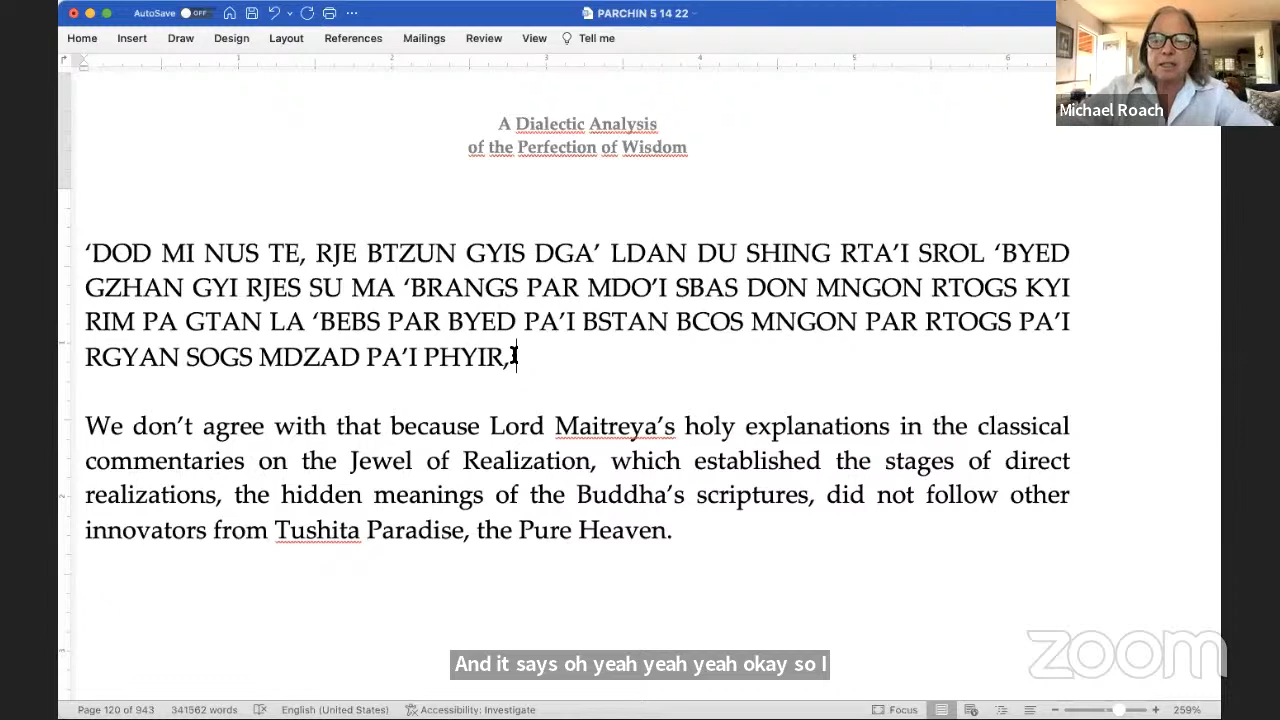 AutoSave OFF
PARCHIN 5 14 22
Home Insert Draw Design Layout References Mailings Review View Tell me
1 2 3 4 5 6
Michael Roach
A Dialectic Analysis
of the Perfection of Wisdom
‘DOD MI NUS TE, RJE BTZUN GYIS DGA’ LDAN DU SHING RTA’I SROL ‘BYED
GZHAN GYI RJES SU MA ‘BRANGS PAR MDO’I SBAS DON MNGON RTOGS KYI
RIM PA GTAN LA ‘BEBS PAR BYED PA’I BSTAN BCOS MNGON PAR RTOGS PA’I
RGYAN SOGS MDZAD PA’I PHYIR,
We don’t agree with that because Lord Maitreya’s holy explanations in the classical
commentaries on the Jewel of Realization, which established the stages of direct
realizations, the hidden meanings of the Buddha’s scriptures, did not follow other
innovators from Tushita Paradise, the Pure Heaven.
And it says oh yeah yeah yeah okay so I
zoom
Page 120 of 943 341562 words English (United States) Accessibility: Investigate Focus 259%